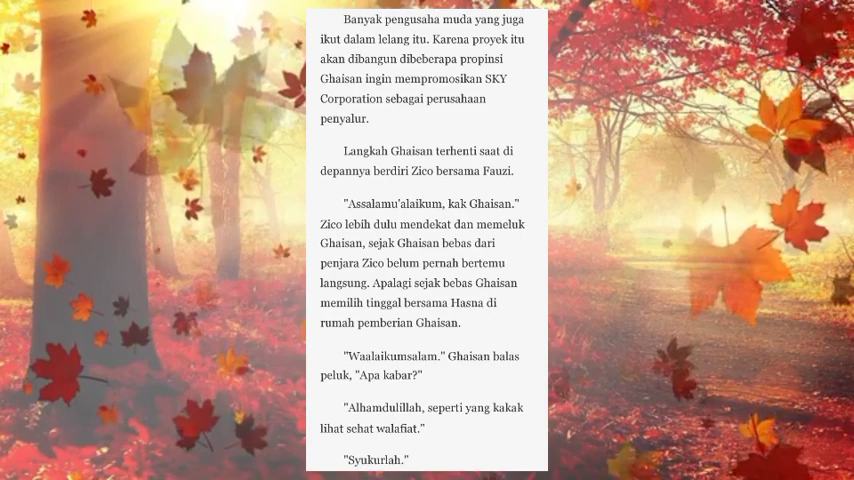 Banyak pengusaha muda yang juga
ikut dalam lelang itu. Karena proyek itu
akan dibangun dibeberapa propinsi
Ghaisan ingin mempromosikan SKY
Corporation sebagai perusahaan
penyalur.
Langkah Ghaisan terhenti saat di
depannya berdiri Zico bersama Fauzi.
"Assalamu'alaikum, kak Ghaisan."
Zico lebih dulu mendekat dan memeluk
Ghaisan, sejak Ghaisan bebas dari
penjara Zico belum pernah bertemu
langsung. Apalagi sejak bebas Ghaisan
memilih tinggal bersama Hasna di
rumah pemberian Ghaisan.
"Waalaikumsalam." Ghaisan balas
peluk, "Apa kabar?"
"Alhamdulillah, seperti yang kakak
lihat sehat walafiat."
"Syukurlah."